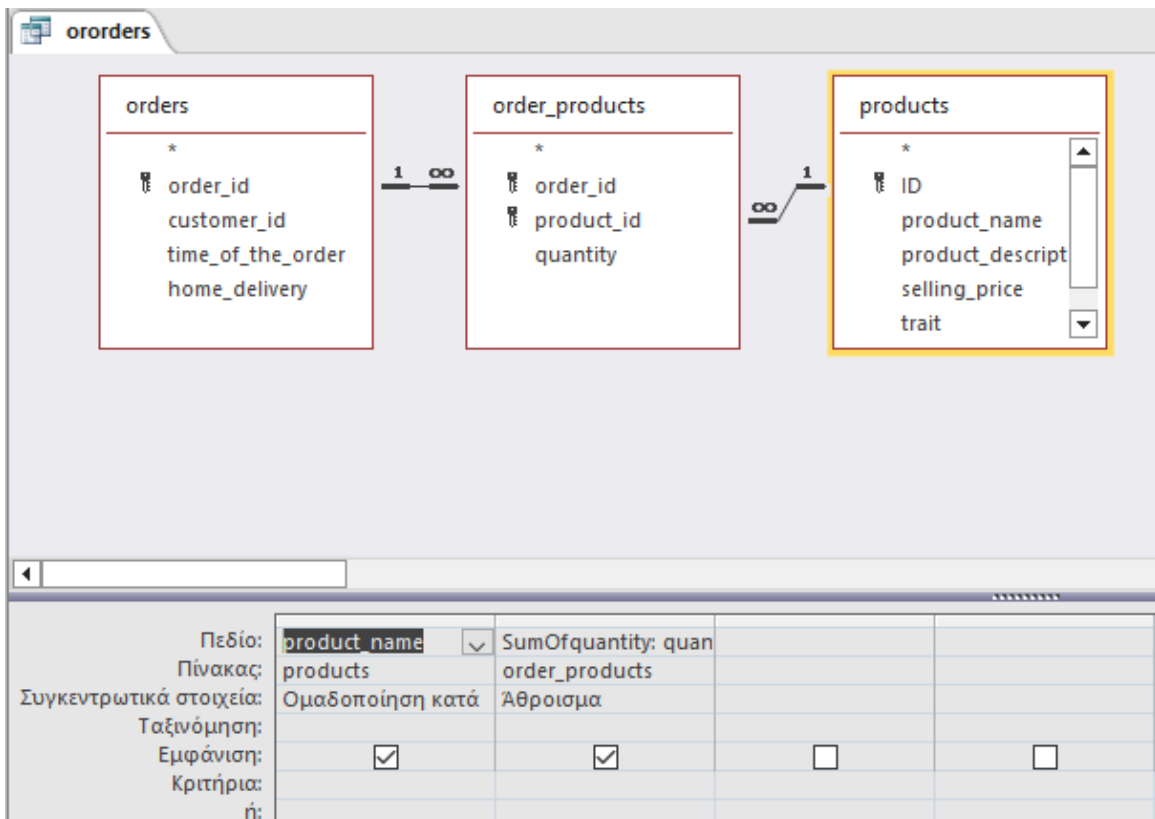 ororders
orders
*
order_id
customer_id
time_of_the_order
home_delivery
1 ∞
order_products
*
order_id
product_id
quantity
∞ 1
products
*
ID
product_name
product_descript
selling_price
trait
Πεδίο: product_name SumOfquantity: quan
Πίνακας: products order_products
Συγκεντρωτικά στοιχεία: Ομαδοποίηση κατά Άθροισμα
Ταξινόμηση:
Εμφάνιση:
Κριτήρια:
ή: